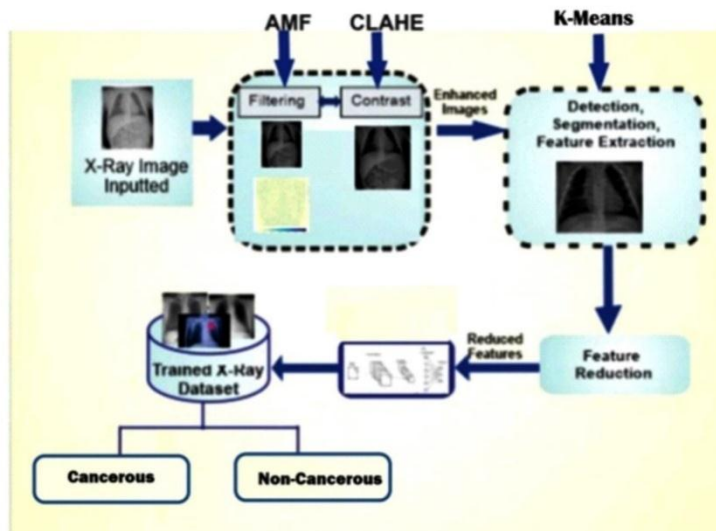 AMF
CLAHE
K-Means
Filtering
Contrast
Enhanced
Images
Detection,
Segmentation,
Feature Extraction
X-Ray Image
Inputted
Reduced
Features
Feature
Reduction
Trained X-Ray
Dataset
Cancerous
Non-Cancerous